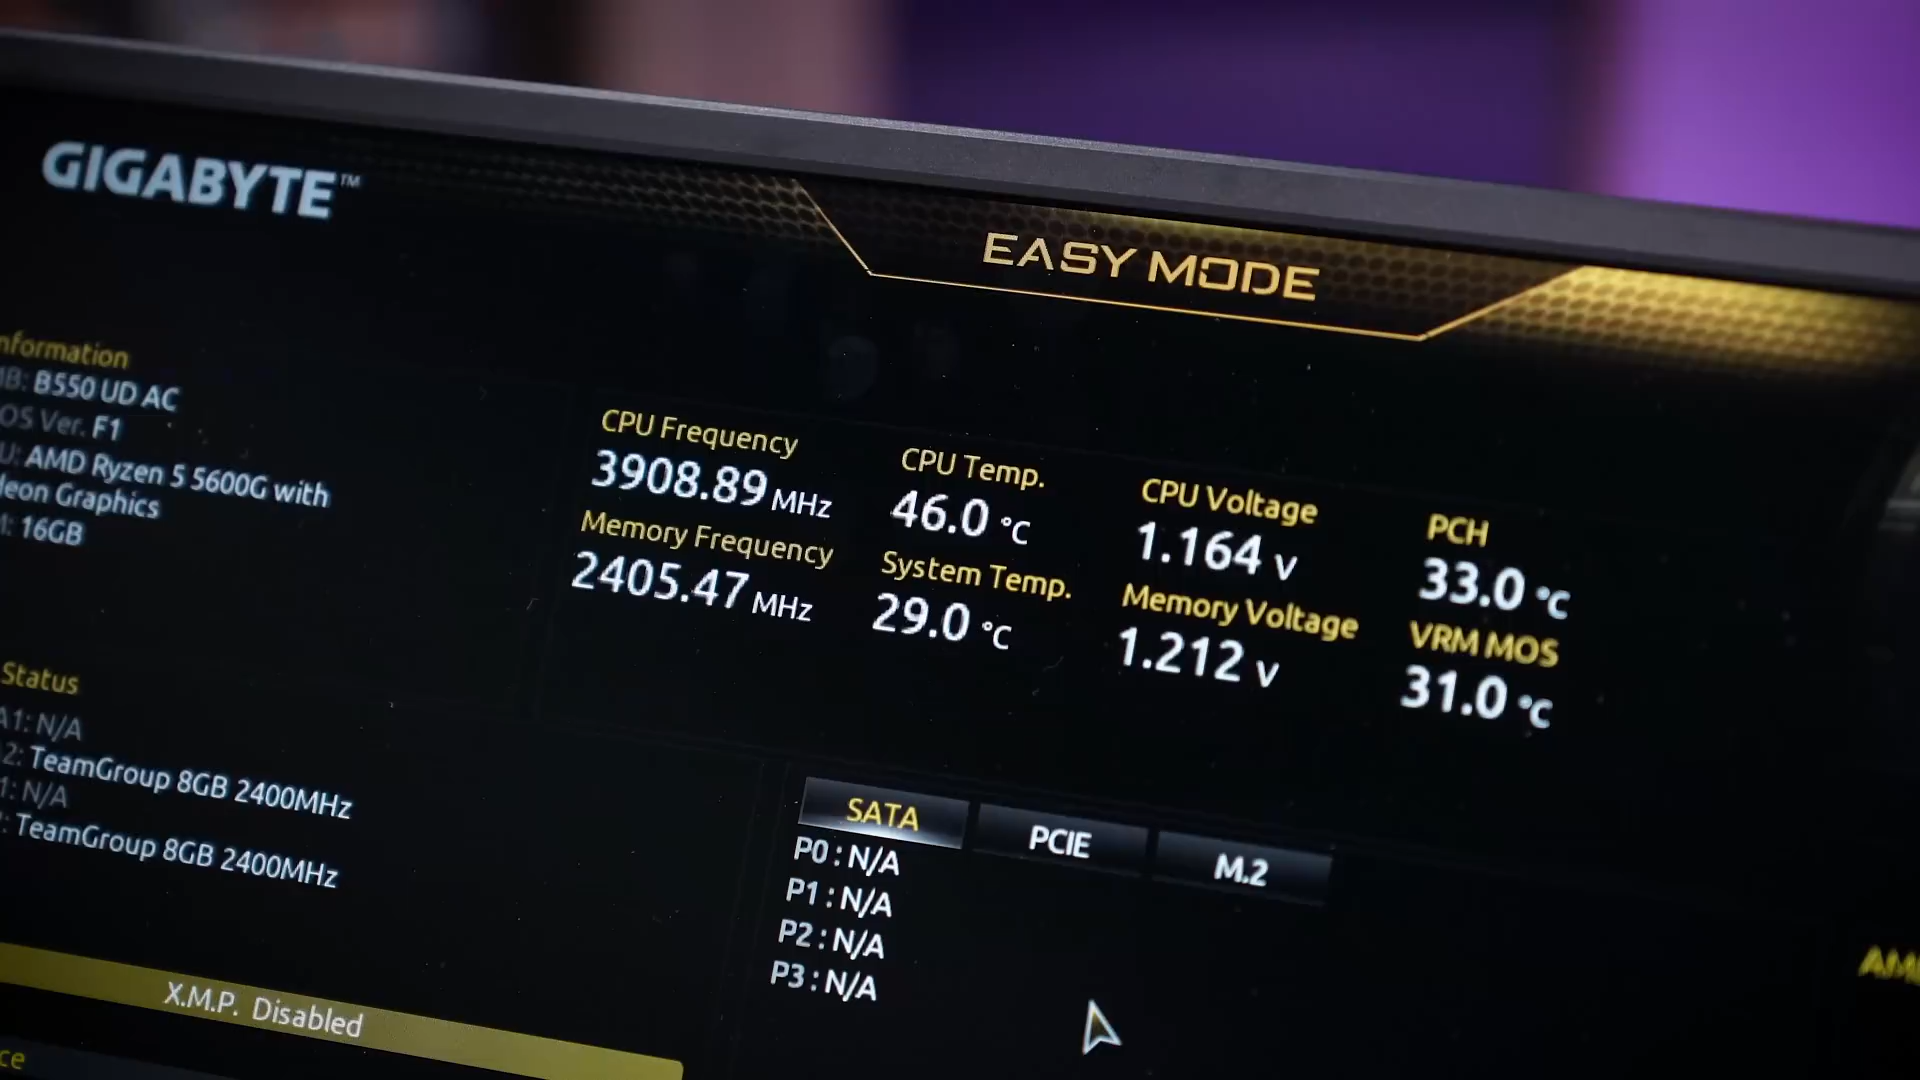 GIGABYTE™
EASY MODE
nformation
B: B550 UD AC
OS Ver. F1
U: AMD Ryzen 5 5600G with
deon Graphics
M: 16GB
CPU Frequency
3908.89 MHz
CPU Temp.
46.0 °C
CPU Voltage
1.164 V
PCH
33.0 °C
Memory Frequency
2405.47 MHz
System Temp.
29.0 °C
Memory Voltage
1.212 V
VRM MOS
31.0 °C
Status
A1: N/A
2: TeamGroup 8GB 2400MHz
1: N/A
: TeamGroup 8GB 2400MHz
SATA PCIE M.2
P0 : N/A
P1 : N/A
P2 : N/A
P3 : N/A
X.M.P. Disabled
ce
AM